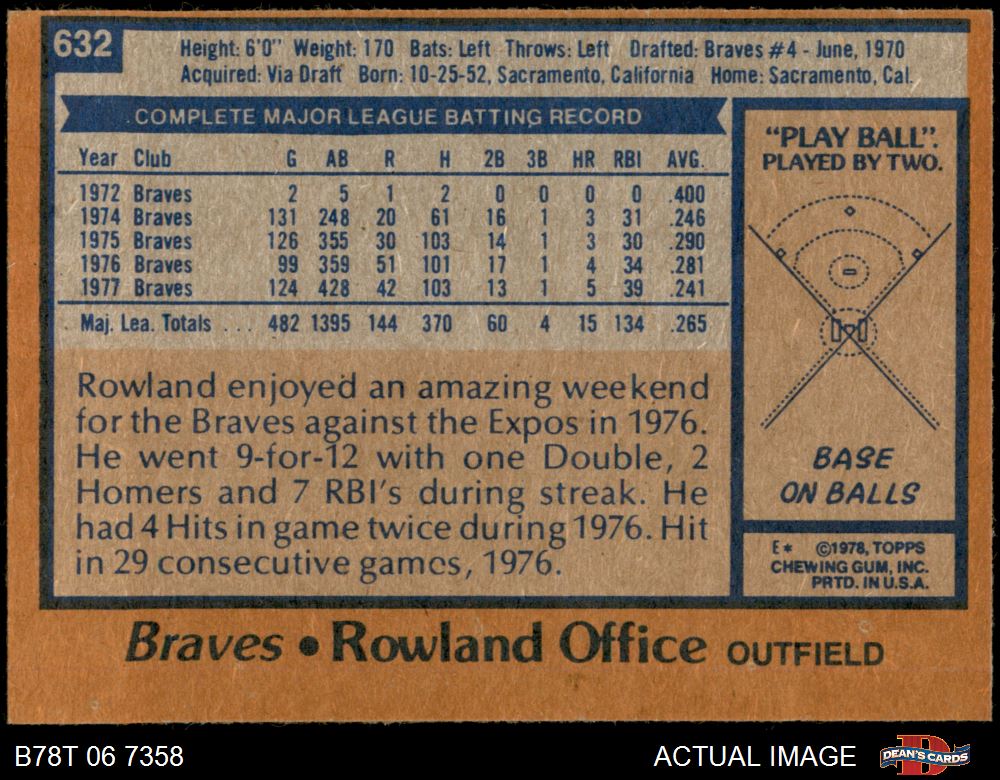 632
Height: 6'0" Weight: 170 Bats: Left Throws: Left Drafted: Braves #4 - June, 1970
Acquired: Via Draft Born: 10-25-52, Sacramento, California Home: Sacramento, Cal.
COMPLETE MAJOR LEAGUE BATTING RECORD
Year Club G AB R H 2B 3B HR RBI AVG.
1972 Braves 2 5 1 2 0 0 0 0 .400
1974 Braves 131 248 20 61 16 1 3 31 .246
1975 Braves 126 355 30 103 14 1 3 30 .290
1976 Braves 99 359 51 101 17 1 4 34 .281
1977 Braves 124 428 42 103 13 1 5 39 .241
Maj. Lea. Totals . . . 482 1395 144 370 60 4 15 134 .265
Rowland enjoyed an amazing weekend
for the Braves against the Expos in 1976.
He went 9-for-12 with one Double, 2
Homers and 7 RBI's during streak. He
had 4 Hits in game twice during 1976. Hit
in 29 consecutive games, 1976.
"PLAY BALL".
PLAYED BY TWO.
BASE
ON BALLS
E* ©1978, TOPPS
CHEWING GUM, INC.
PRTD. IN U.S.A.
Braves • Rowland Office OUTFIELD
B78T 06 7358
ACTUAL IMAGE
D
DEAN'S CARDS